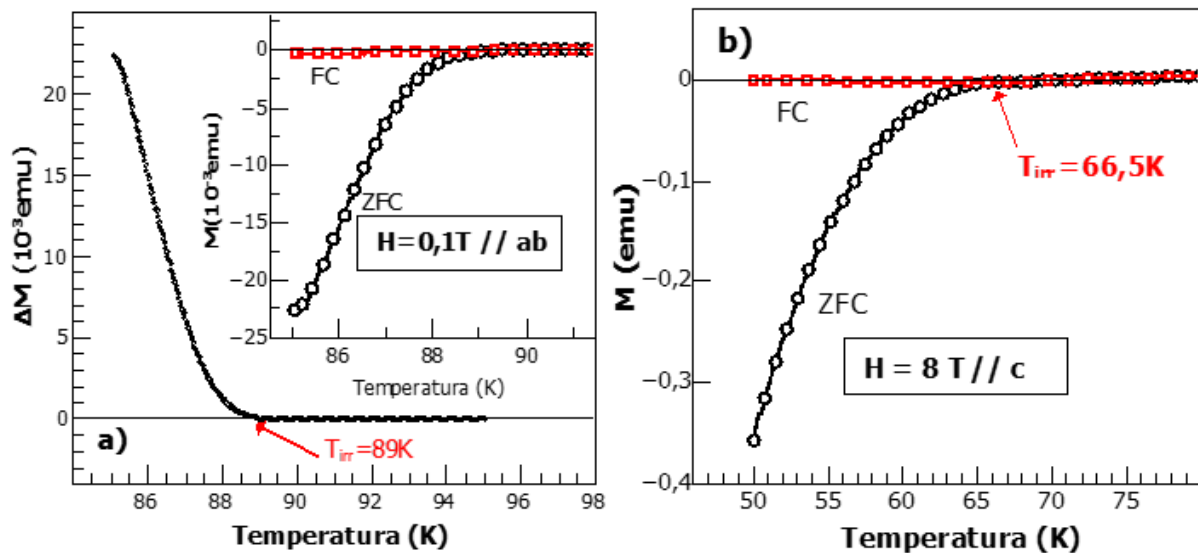 a)
ΔM (10⁻³emu)
20
15
10
5
0
86
88
90
92
94
96
98
Temperatura (K)
T_irr=89K
M(10⁻³emu)
0
−5
−10
−15
−20
−25
86
88
90
Temperatura (K)
FC
ZFC
H=0,1T // ab
b)
M (emu)
0
−0,1
−0,2
−0,3
−0,4
50
55
60
65
70
75
Temperatura (K)
FC
ZFC
T_irr=66,5K
H = 8 T // c